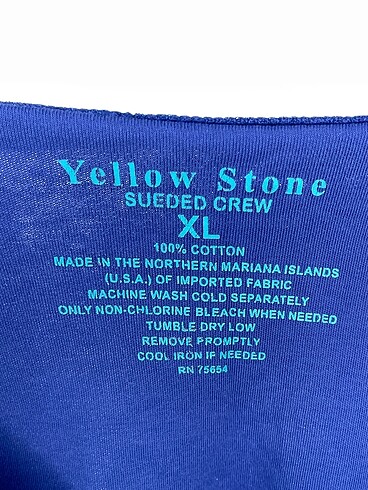 Yellow Stone
SUEDED CREW
XL
100% COTTON
MADE IN THE NORTHERN MARIANA ISLANDS
(U.S.A.) OF IMPORTED FABRIC
MACHINE WASH COLD SEPARATELY
ONLY NON-CHLORINE BLEACH WHEN NEEDED
TUMBLE DRY LOW
REMOVE PROMPTLY
COOL IRON IF NEEDED
RN 75654